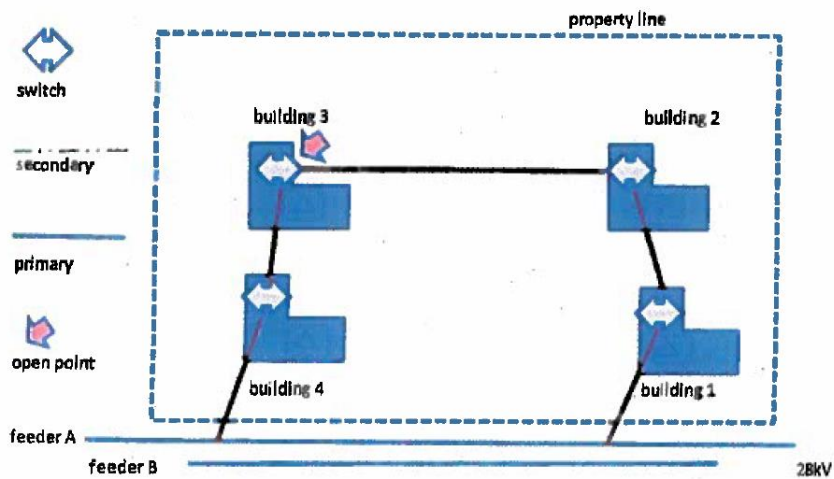 property line
switch
building 3
building 2
secondary
primary
open point
building 4
building 1
feeder A
feeder B
28kV